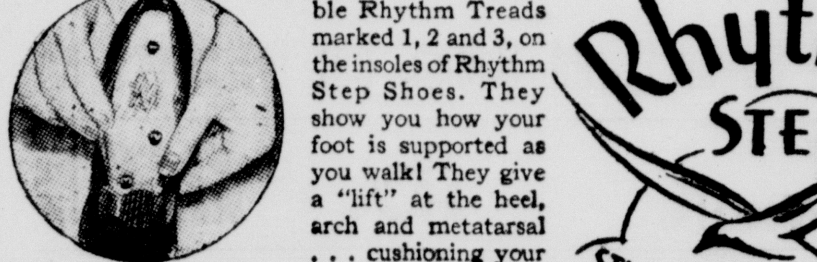 ble Rhythm Treads
marked 1, 2 and 3, on
the insoles of Rhythm
Step Shoes. They
show you how your
foot is supported as
you walk! They give
a “lift” at the heel,
arch and metatarsal
. . . cushioning your
Rhyt
STE